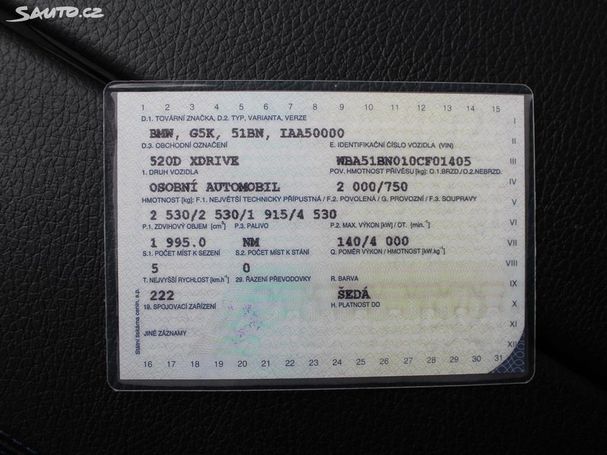 SAUTO.CZ
1 2 3 4 5 6 7 8 9 10 11 12 13 14 15
D.1. TOVÁRNÍ ZNAČKA, D.2. TYP, VARIANTA, VERZE
I
BMW, G5K, 51BN, IAA50000
II
D.3. OBCHODNÍ OZNAČENÍ E. IDENTIFIKAČNÍ ČÍSLO VOZIDLA (VIN)
520D XDRIVE WBA51BN010CF01405
III
1. DRUH VOZIDLA POV. HMOTNOST PŘÍVĚSU [kg]: O.1.BRZD./O.2.NEBRZD.
OSOBNÍ AUTOMOBIL 2 000/750
IV
HMOTNOST [kg]: F.1. NEJVĚTŠÍ TECHNICKY PŘÍPUSTNÁ / F.2. POVOLENÁ / G. PROVOZNÍ / F.3. SOUPRAVY
V
2 530/2 530/1 915/4 530
VI
P.1. ZDVIHOVÝ OBJEM [cm³] P.3. PALIVO P.2. MAX. VÝKON [kW] / OT. [min.⁻¹]
1 995.0 NM 140/4 000
VII
S.1. POČET MÍST K SEZENÍ S.2. POČET MÍST K STÁNÍ Q. POMĚR VÝKON / HMOTNOST [kW.kg⁻¹]
5 0
VIII
T. NEJVYŠŠÍ RYCHLOST [km.h⁻¹] 29. ŘAZENÍ PŘEVODOVKY R. BARVA
IX
222 ŠEDÁ
19. SPOJOVACÍ ZAŘÍZENÍ H. PLATNOST DO
X
JINÉ ZÁZNAMY
XI
XII
Státní tiskárna cenin, s.p.
16 17 18 19 20 21 22 23 24 25 26 27 28 29 30 31